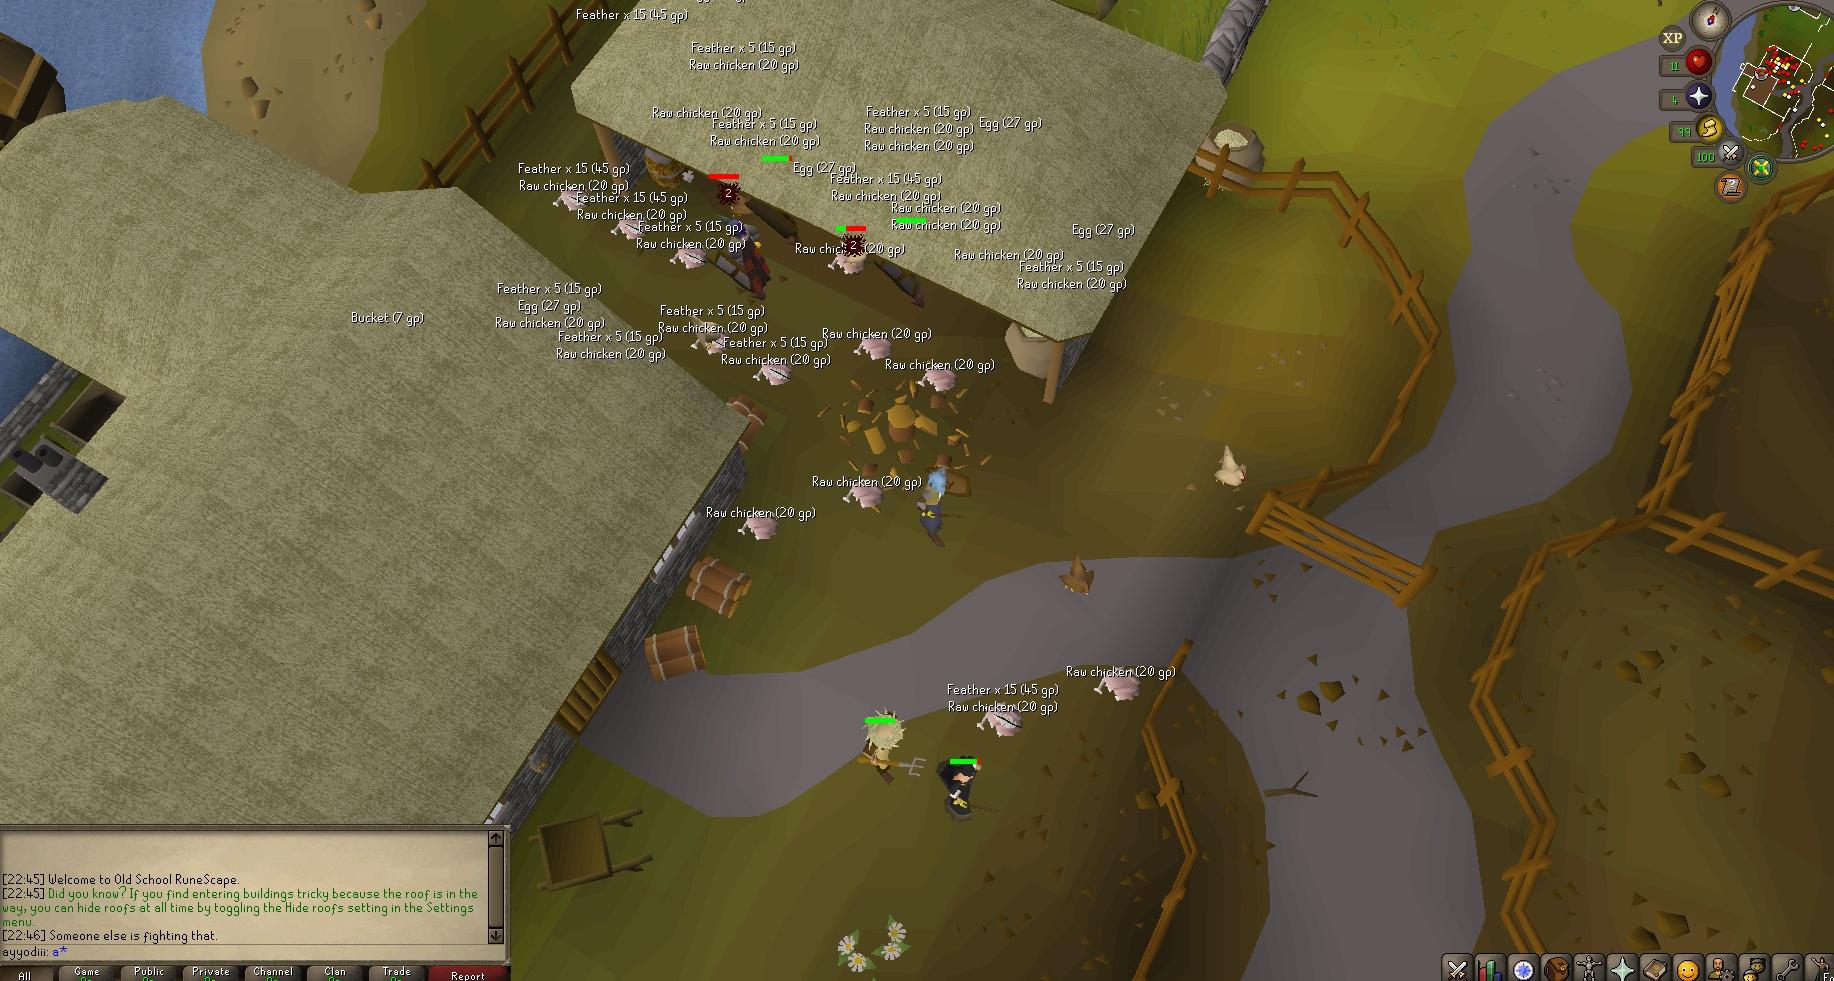 Feather x 15 (45 gp)
Feather x 5 (15 gp)
Raw chicken (20 gp)
XP
11
4
99
100
Raw chicken (20 gp)
Feather x 5 (15 gp)
Raw chicken (20 gp)
Feather x 5 (15 gp)
Raw chicken (20 gp)
Raw chicken (20 gp)
Egg (27 gp)
Feather x 15 (45 gp)
Raw chicken (20 gp)
Feather x 15 (45 gp)
Raw chicken (20 gp)
Feather x 5 (15 gp)
Raw chicken (20 gp)
2
Egg (27 gp)
Feather x 15 (45 gp)
Raw chicken (20 gp)
Raw chicken (20 gp)
Raw chicken (20 gp)
2
Raw chicken (20 gp)
Egg (27 gp)
Raw chicken (20 gp)
Feather x 5 (15 gp)
Raw chicken (20 gp)
Bucket (7 gp)
Feather x 5 (15 gp)
Egg (27 gp)
Raw chicken (20 gp)
Feather x 5 (15 gp)
Raw chicken (20 gp)
Feather x 5 (15 gp)
Raw chicken (20 gp)
Feather x 5 (15 gp)
Raw chicken (20 gp)
Raw chicken (20 gp)
Raw chicken (20 gp)
Raw chicken (20 gp)
Raw chicken (20 gp)
Raw chicken (20 gp)
Feather x 15 (45 gp)
Raw chicken (20 gp)
[22:45] Welcome to Old School RuneScape.
[22:45] Did you know? If you find entering buildings tricky because the roof is in the
way, you can hide roofs at all time by toggling the Hide roofs setting in the Settings
menu.
[22:46] Someone else is fighting that.
ayyodiii: a*
All
Game
Public
Private
Channel
Clan
Trade
Report